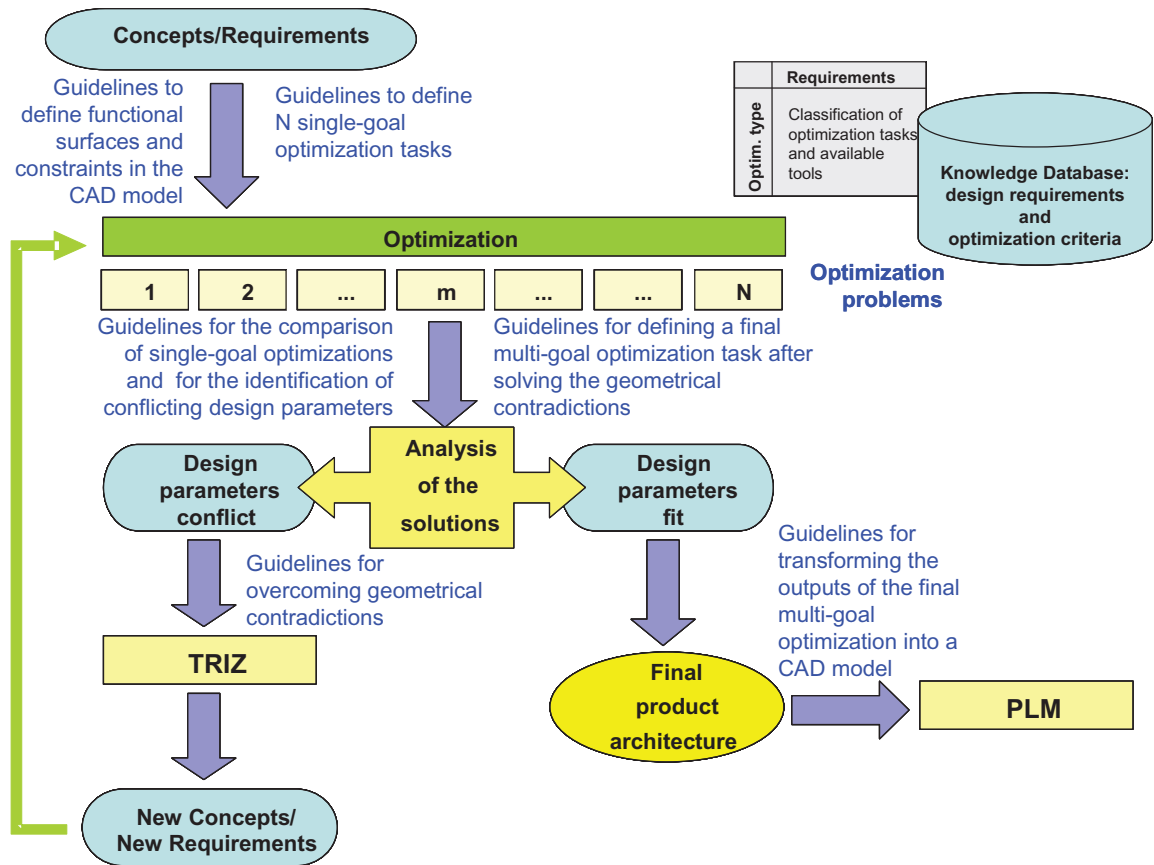 Concepts/Requirements
Guidelines to
define functional
surfaces and
constraints in the
CAD model
Guidelines to define
N single-goal
optimization tasks
Requirements
Optim. type
Classification of
optimization tasks
and available
tools
Knowledge Database:
design requirements
and
optimization criteria
Optimization
1 2 ... m ... ... N
Optimization
problems
Guidelines for the comparison
of single-goal optimizations
and for the identification of
conflicting design parameters
Guidelines for defining a final
multi-goal optimization task after
solving the geometrical
contradictions
Analysis
of the
solutions
Design
parameters
conflict
Design
parameters
fit
Guidelines for
overcoming geometrical
contradictions
Guidelines for
transforming the
outputs of the final
multi-goal
optimization into a
CAD model
TRIZ
Final
product
architecture
PLM
New Concepts/
New Requirements